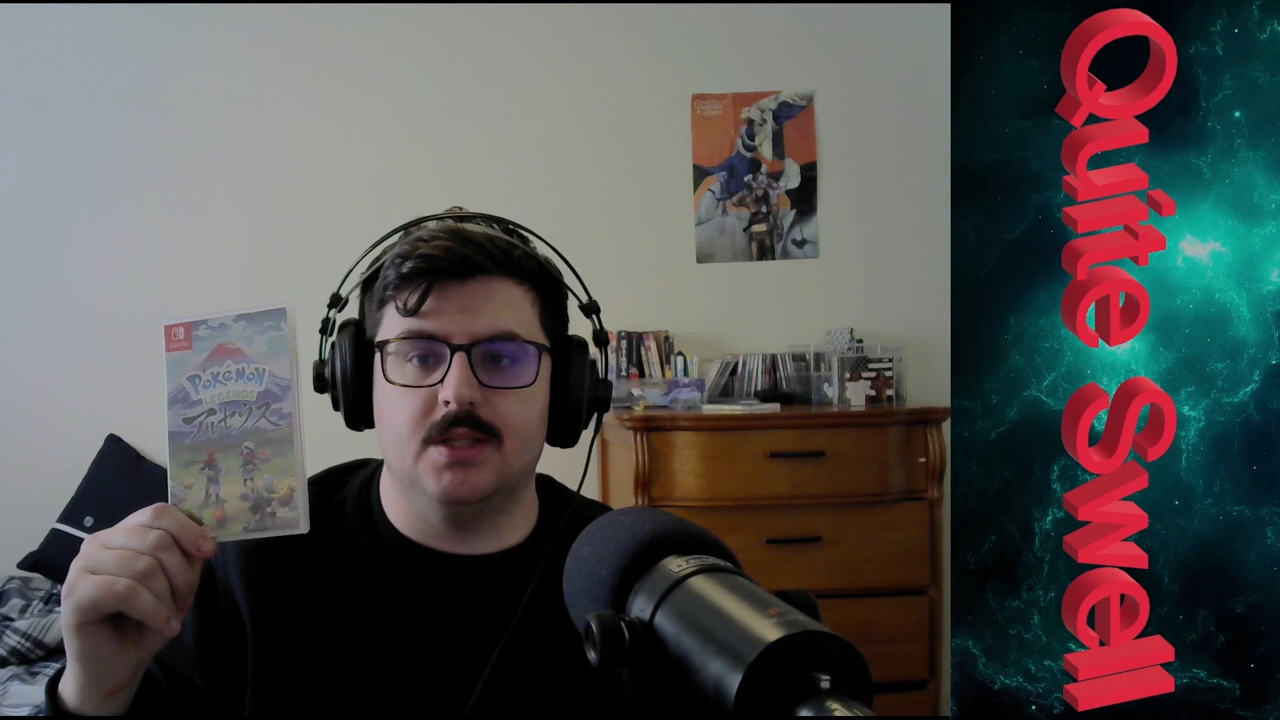 POKéMON
LEGENDS
アルセウス
Quite Swell